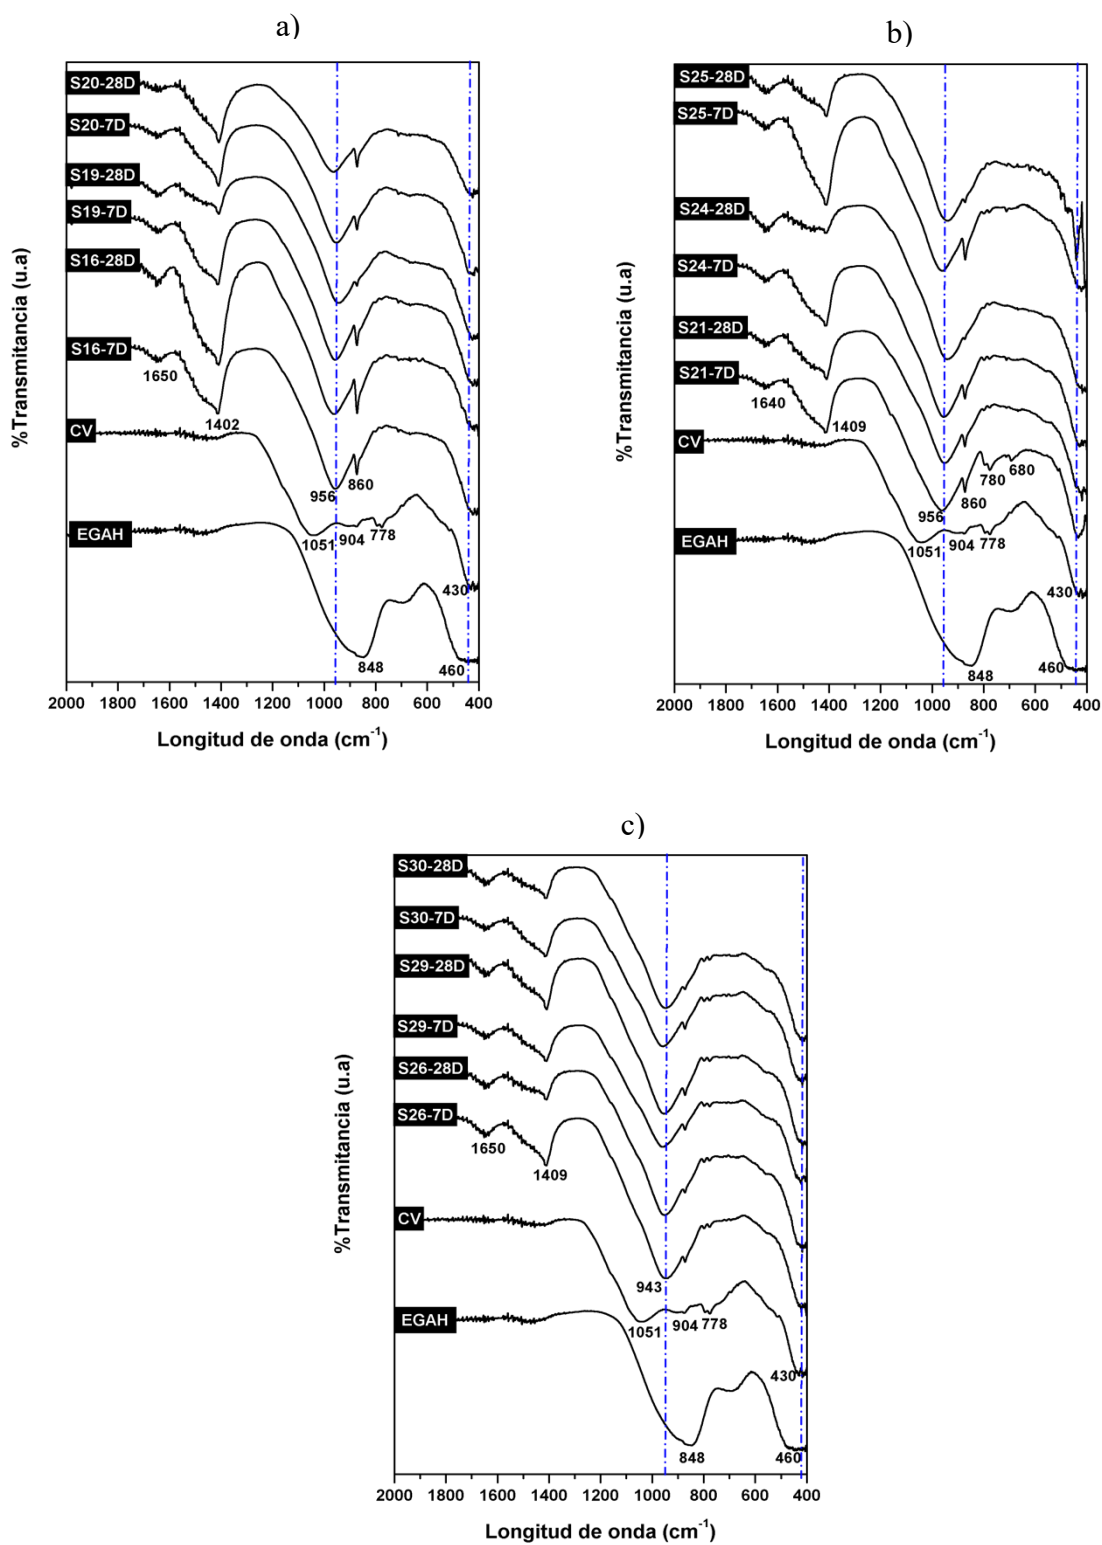 a)
%Transmitancia (u.a)
S20-28D
S20-7D
S19-28D
S19-7D
S16-28D
S16-7D
1650
1402
CV
956
860
EGAH
1051
904
778
430
848
460
2000 1800 1600 1400 1200 1000 800 600 400
Longitud de onda (cm-1)
b)
%Transmitancia (u.a)
S25-28D
S25-7D
S24-28D
S24-7D
S21-28D
S21-7D
1640
1409
CV
780
680
860
956
EGAH
1051
904
778
430
848
460
2000 1800 1600 1400 1200 1000 800 600 400
Longitud de onda (cm-1)
c)
%Transmitancia (u.a)
S30-28D
S30-7D
S29-28D
S29-7D
S26-28D
S26-7D
1650
1409
CV
943
EGAH
1051
904
778
430
848
460
2000 1800 1600 1400 1200 1000 800 600 400
Longitud de onda (cm-1)